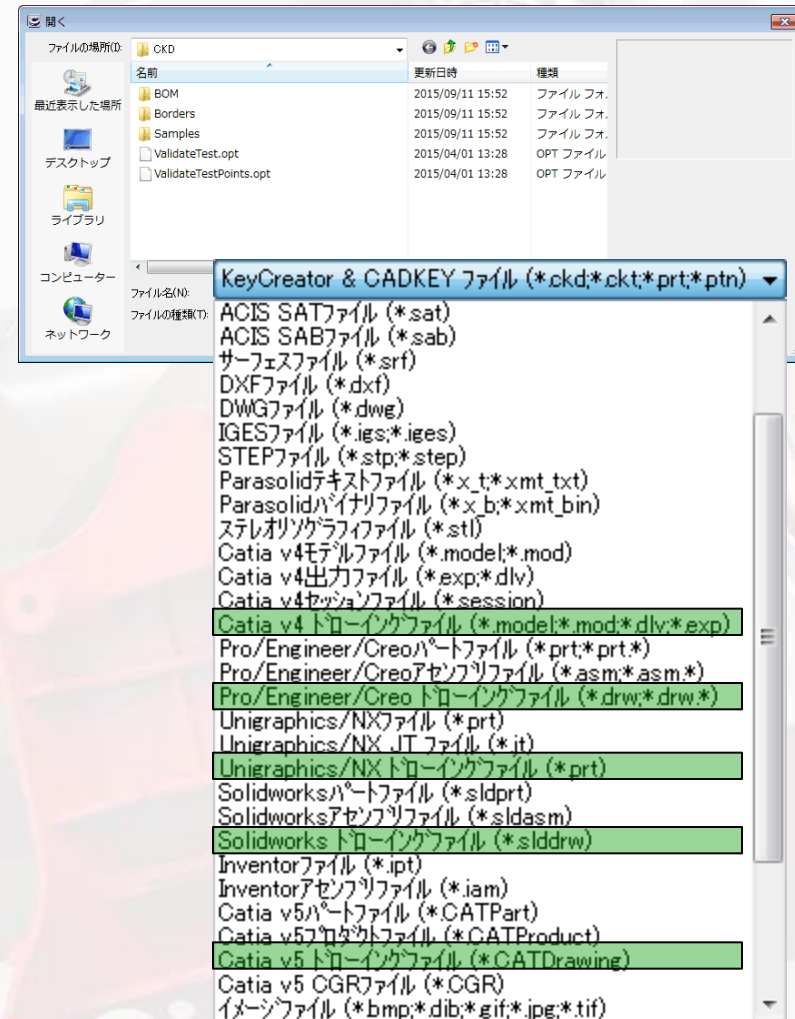 開く
ファイルの場所(I): CKD
名前 更新日時 種類
BOM 2015/09/11 15:52 ファイル フォ.
Borders 2015/09/11 15:52 ファイル フォ.
Samples 2015/09/11 15:52 ファイル フォ.
ValidateTest.opt 2015/04/01 13:28 OPT ファイル
ValidateTestPoints.opt 2015/04/01 13:28 OPT ファイル
最近表示した場所
デスクトップ
ライブラリ
コンピューター
ネットワーク
ファイル名(N):
ファイルの種類(T):
KeyCreator & CADKEY ファイル (*.ckd;*.ckt;*.prt;*.ptn)
ACIS SATファイル (*.sat)
ACIS SABファイル (*.sab)
サーフェスファイル (*.srf)
DXFファイル (*.dxf)
DWGファイル (*.dwg)
IGESファイル (*.igs;*.iges)
STEPファイル (*.stp;*.step)
Parasolidテキストファイル (*.x_t;*.xmt_txt)
Parasolidバイナリファイル (*.x_b;*.xmt_bin)
ステレオリソグラフィファイル (*.stl)
Catia v4モデルファイル (*.model;*.mod)
Catia v4出力ファイル (*.exp;*.dlv)
Catia v4セッションファイル (*.session)
Catia v4 ドローイングファイル (*.model;*.mod;*.dlv;*.exp)
Pro/Engineer/Creoパートファイル (*.prt;*.prt.*)
Pro/Engineer/Creoアセンブリファイル (*.asm;*.asm.*)
Pro/Engineer/Creo ドローイングファイル (*.drw;*.drw.*)
Unigraphics/NXファイル (*.prt)
Unigraphics/NX JT ファイル (*.jt)
Unigraphics/NX ドローイングファイル (*.prt)
Solidworksパートファイル (*.sldprt)
Solidworksアセンブリファイル (*.sldasm)
Solidworks ドローイングファイル (*.slddrw)
Inventorファイル (*.ipt)
Inventorアセンブリファイル (*.iam)
Catia v5パートファイル (*.CATPart)
Catia v5プロダクトファイル (*.CATProduct)
Catia v5 ドローイングファイル (*.CATDrawing)
Catia v5 CGRファイル (*.CGR)
イメージファイル (*.bmp;*.dib;*.gif;*.jpg;*.tif)